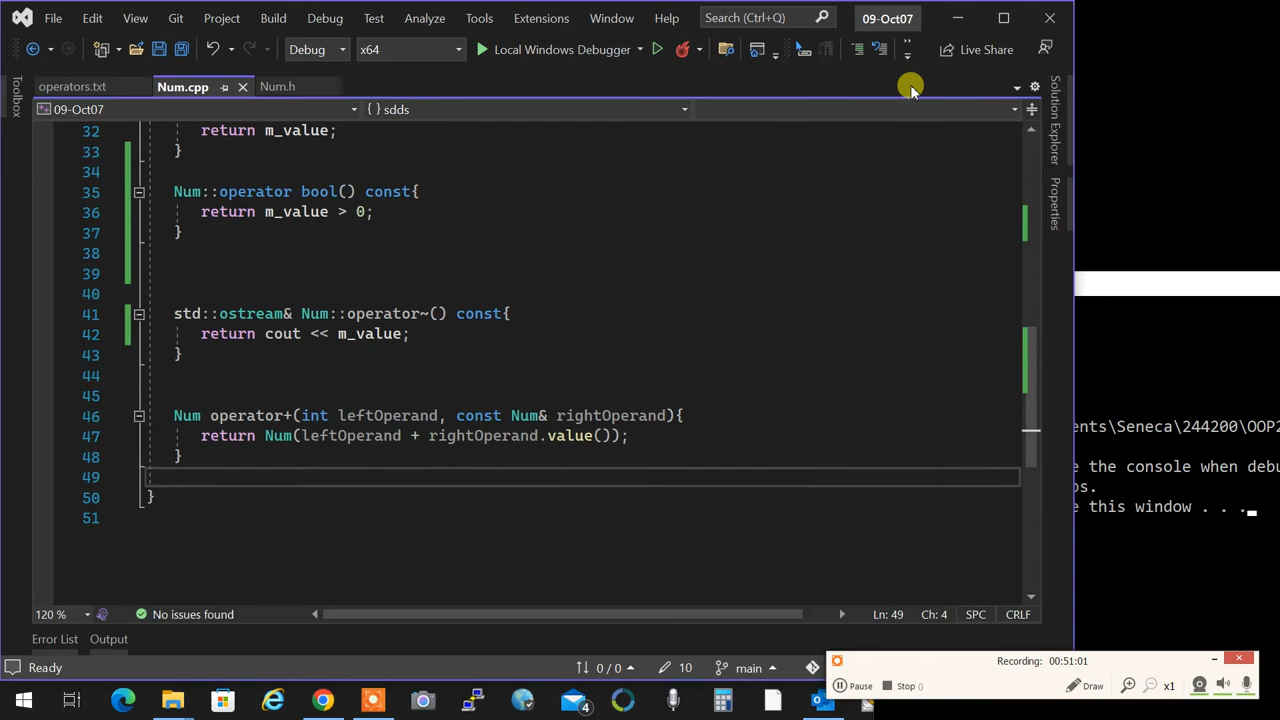 File Edit View Git Project Build Debug Test Analyze Tools Extensions Window Help Search (Ctrl+Q) 09-Oct07
Debug x64 Local Windows Debugger Live Share
operators.txt Num.cpp Num.h
09-Oct07 { } sdds
Toolbox
Solution Explorer
Properties
32 return m_value;
33 }
34
35 Num::operator bool() const{
36 return m_value > 0;
37 }
38
39
40
41 std::ostream& Num::operator~() const{
42 return cout << m_value;
43 }
44
45
46 Num operator+(int leftOperand, const Num& rightOperand){
47 return Num(leftOperand + rightOperand.value());
48 }
49
50 }
51
ents\Seneca\244200\OOP2
e the console when debu
os.
e this window . . .
120 % No issues found Ln: 49 Ch: 4 SPC CRLF
Error List Output
Ready 0 / 0 10 main
Recording: 00:51:01
Pause Stop () Draw x1
4